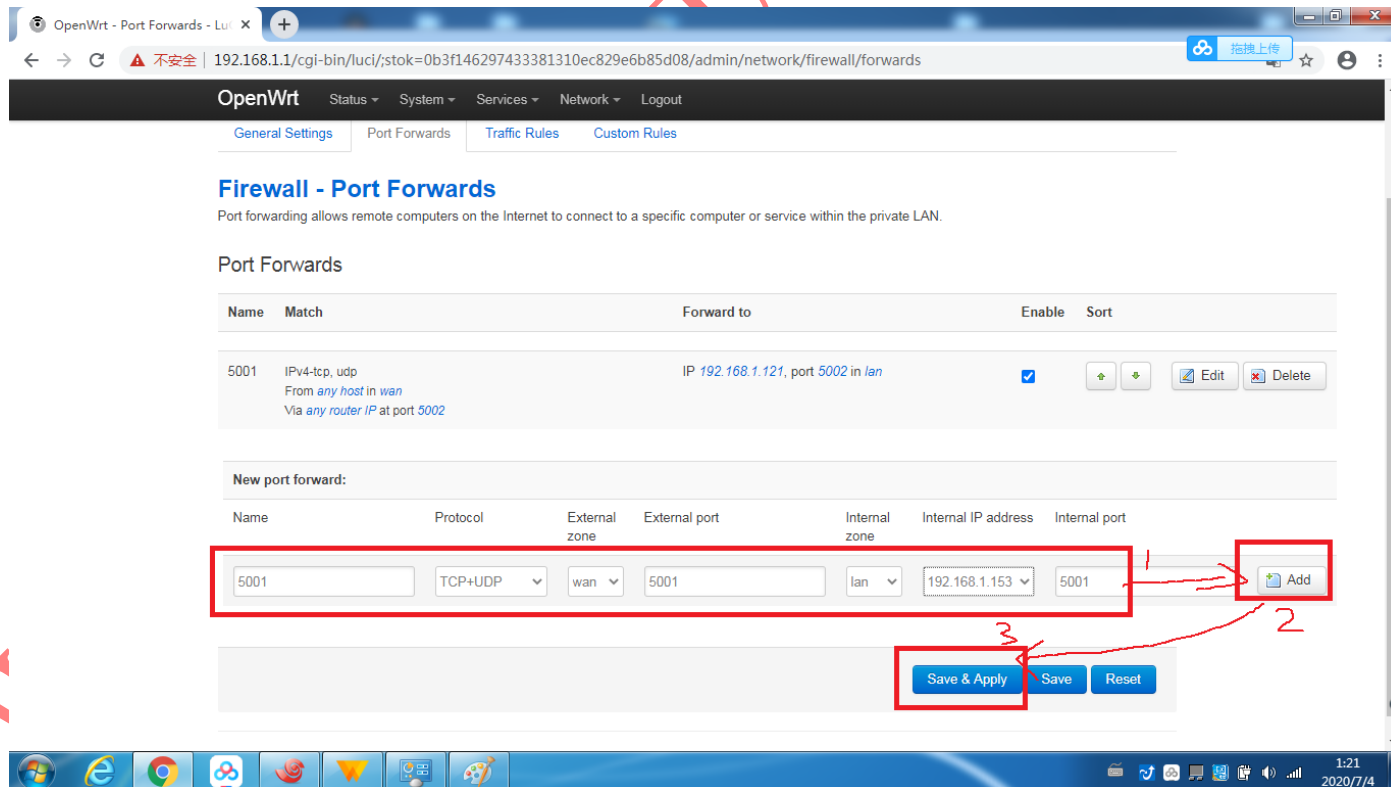 OpenWrt - Port Forwards - Lu
不安全 192.168.1.1/cgi-bin/luci/;stok=0b3f146297433381310ec829e6b85d08/admin/network/firewall/forwards
拖拽上传
OpenWrt Status System Services Network Logout
General Settings Port Forwards Traffic Rules Custom Rules
Firewall - Port Forwards
Port forwarding allows remote computers on the Internet to connect to a specific computer or service within the private LAN.
Port Forwards
Name Match Forward to Enable Sort
5001 IPv4-tcp, udp IP 192.168.1.121, port 5002 in lan Edit Delete
From any host in wan
Via any router IP at port 5002
New port forward:
Name Protocol External zone External port Internal zone Internal IP address Internal port
5001 TCP+UDP wan 5001 lan 192.168.1.153 5001 1 Add
2
3
Save & Apply Save Reset
1:21
2020/7/4